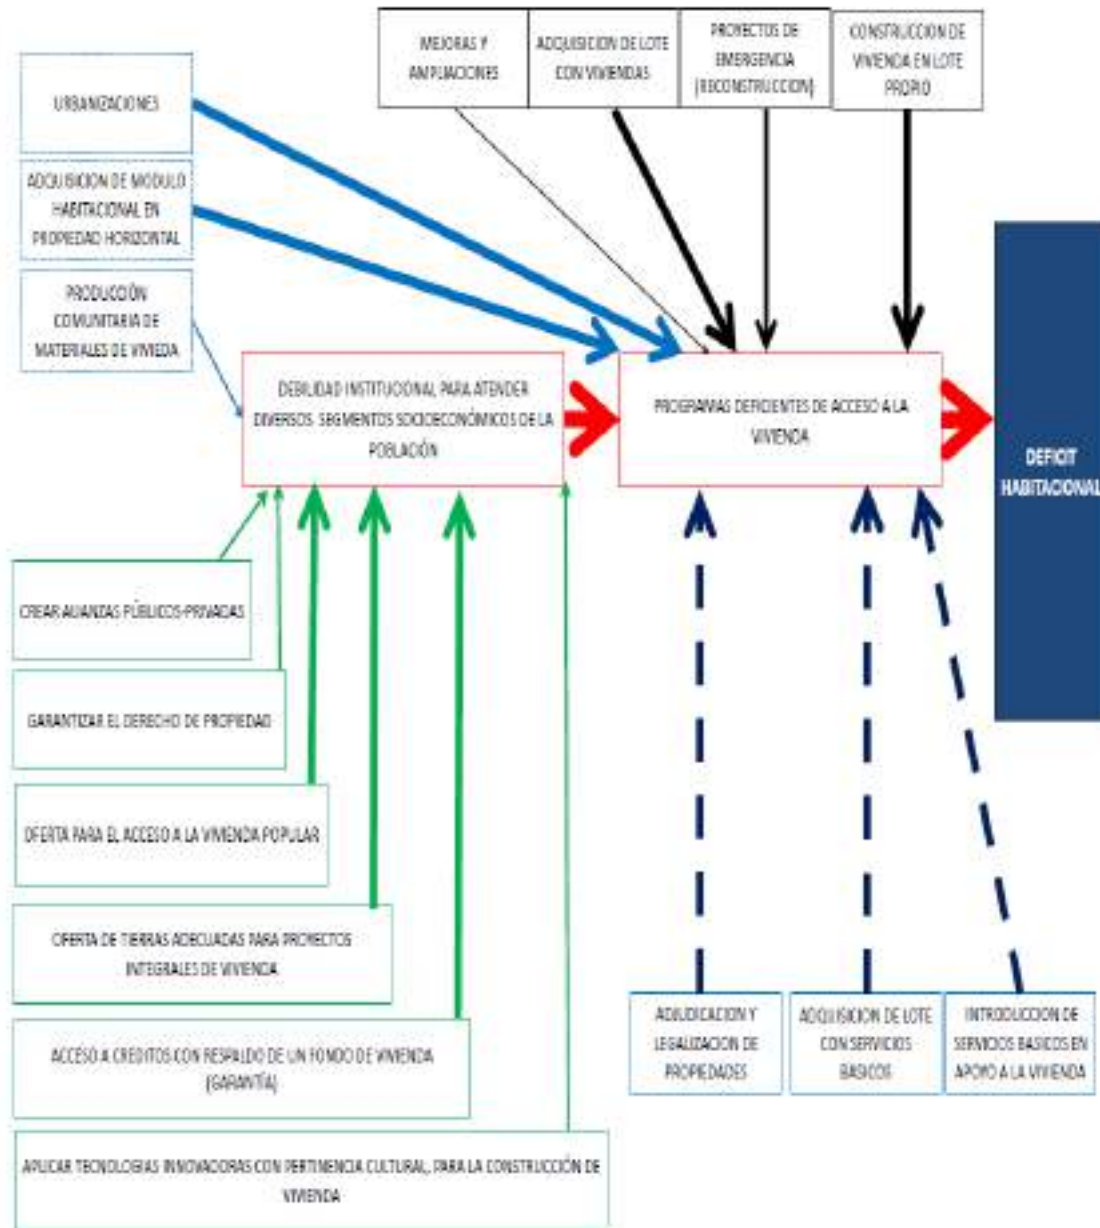 MEJORAS Y
AMPLIACIONES
ADQUISICION DE LOTE
CON VIVIENDAS
PROYECTOS DE
EMERGENCIA
(RECONSTRUCCION)
CONSTRUCCION DE
VIVIENDA EN LOTE
PROPIO
URBANIZACIONES
ADQUISICION DE MODULO
HABITACIONAL EN
PROPIEDAD HORIZONTAL
PRODUCCIÓN
COMUNITARIA DE
MATERIALES DE VIVIEDA
DEBILIDAD INSTITUCIONAL PARA ATENDER
DIVERSOS SEGMENTOS SOCIOECONÓMICOS DE LA
POBLACIÓN
PROGRAMAS DEFICIENTES DE ACCESO A LA
VIVIENDA
DEFICIT
HABITACIONAL
CREAR ALIANZAS PÚBLICOS-PRIVADAS
GARANTIZAR EL DERECHO DE PROPIEDAD
OFERTA PARA EL ACCESO A LA VIVIENDA POPULAR
OFERTA DE TIERRAS ADECUADAS PARA PROYECTOS
INTEGRALES DE VIVIENDA
ACCESO A CREDITOS CON RESPALDO DE UN FONDO DE VIVIENDA
(GARANTÍA)
APLICAR TECNOLOGIAS INNOVADORAS CON PERTINENCIA CULTURAL, PARA LA CONSTRUCCIÓN DE
VIVIENDA
ADJUDICACION Y
LEGALIZACION DE
PROPIEDADES
ADQUISICION DE LOTE
CON SERVICIOS
BASICOS
INTRODUCCION DE
SERVICIOS BASICOS EN
APOYO A LA VIVIENDA